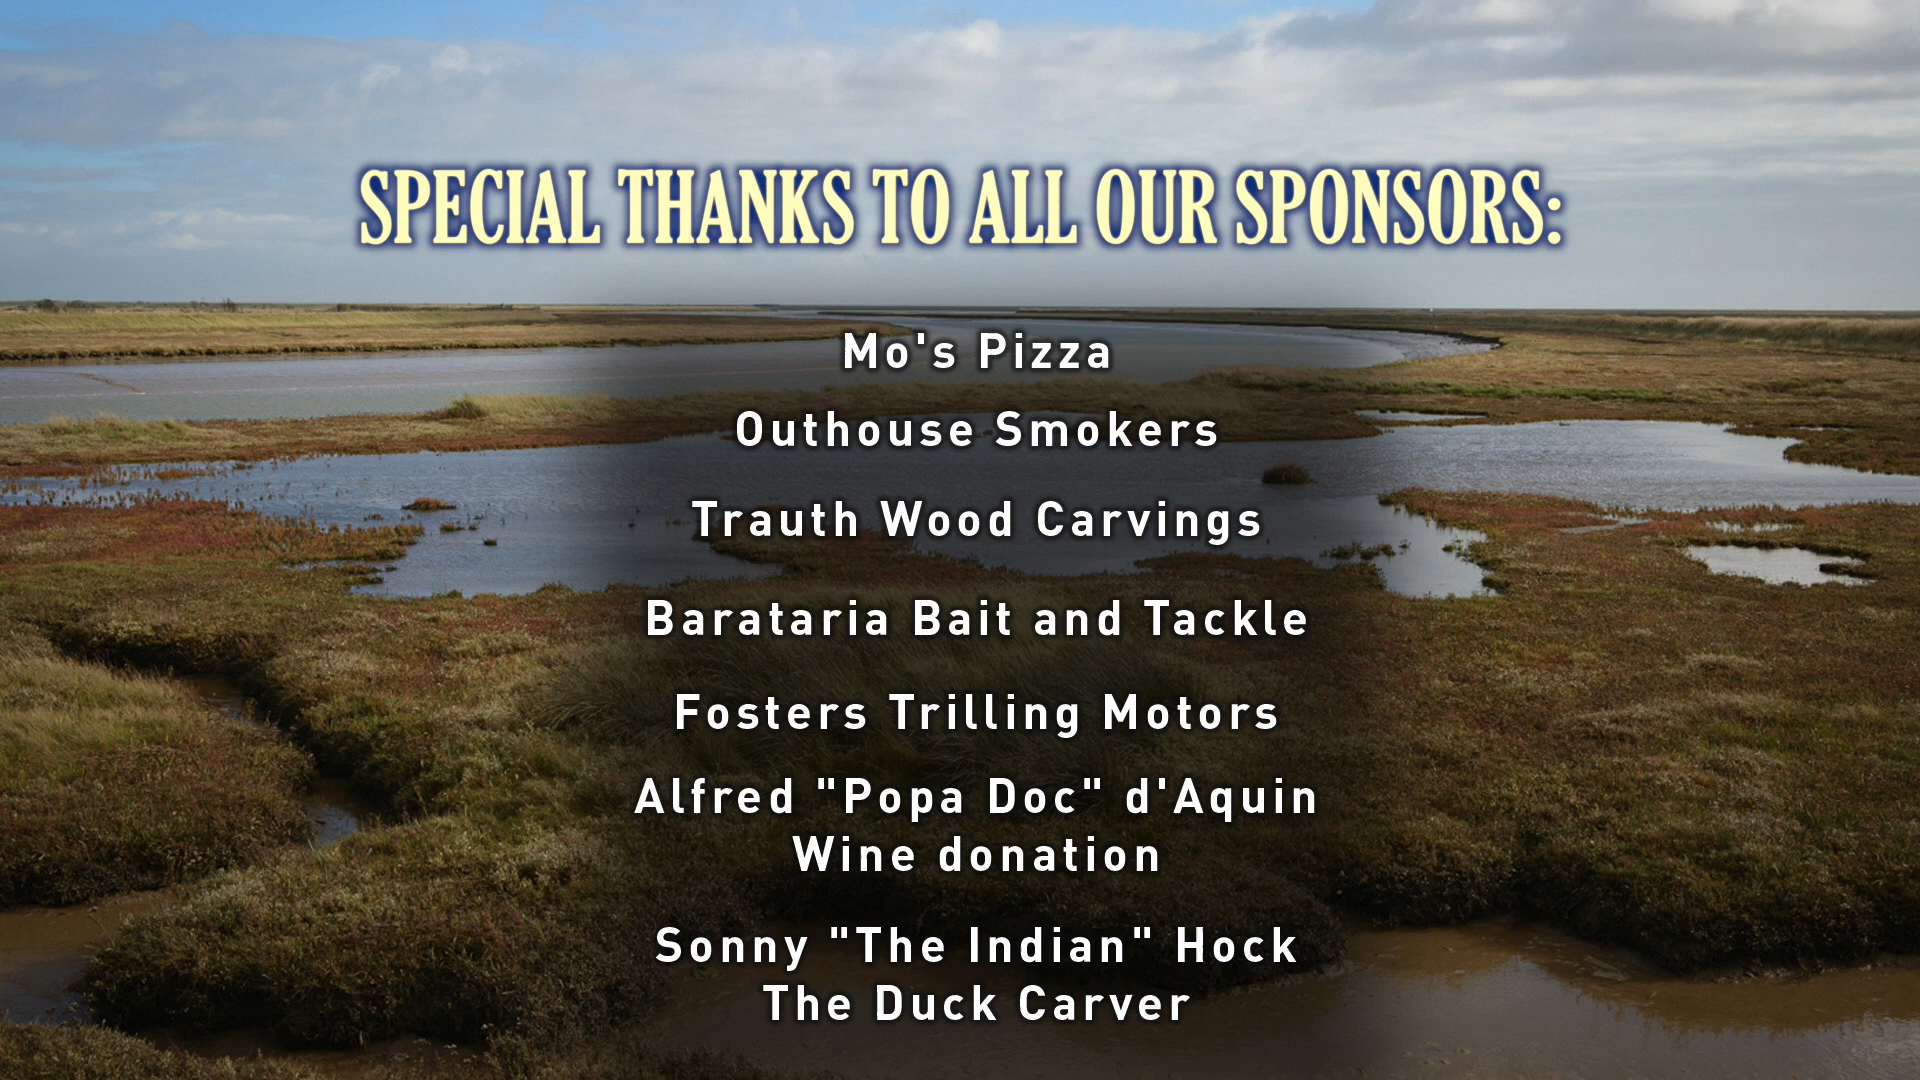 SPECIAL THANKS TO ALL OUR SPONSORS:
Mo's Pizza
Outhouse Smokers
Trauth Wood Carvings
Barataria Bait and Tackle
Fosters Trilling Motors
Alfred "Popa Doc" d'Aquin
Wine donation
Sonny "The Indian" Hock
The Duck Carver